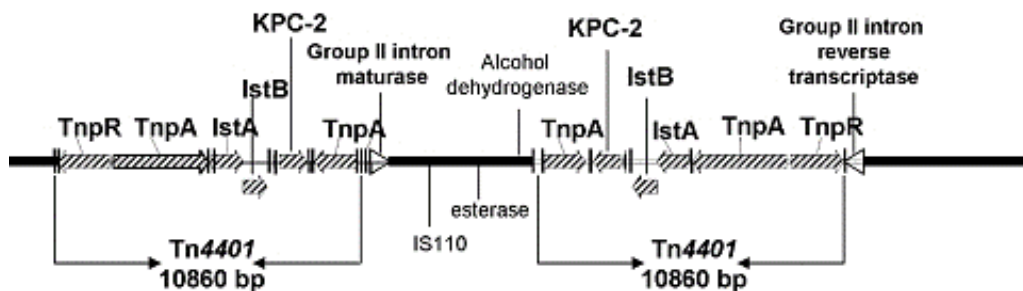 KPC-2
Group II intron
maturase
IstB
TnpR
TnpA
IstA
TnpA
Alcohol
dehydrogenase
IS110
esterase
KPC-2
IstB
Group II intron
reverse
transcriptase
TnpA
IstA
TnpA
TnpR
Tn4401
10860 bp
Tn4401
10860 bp